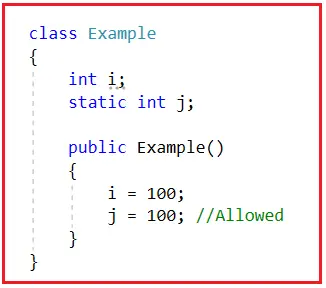 class Example
{
int i;
static int j;
public Example()
{
i = 100;
j = 100; //Allowed
}
}